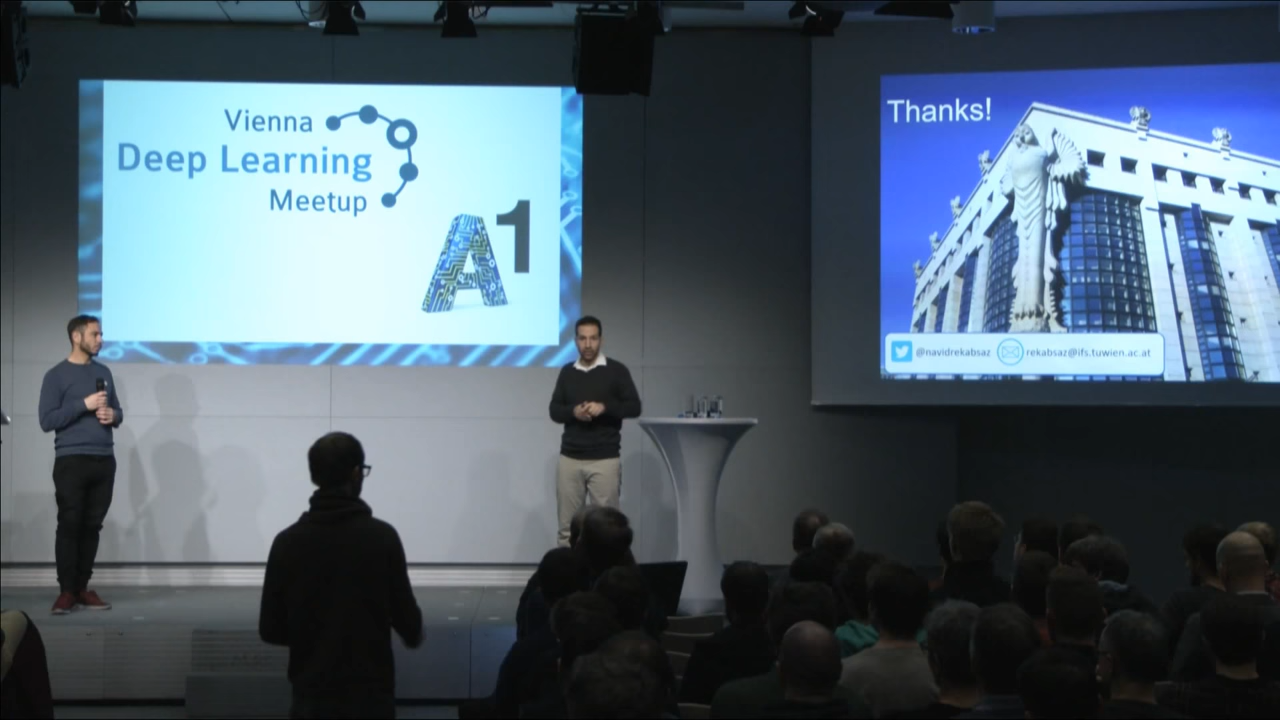 Vienna
Deep Learning
Meetup
A1
Thanks!
@navidrekabsaz rekabsaz@ifs.tuwien.ac.at